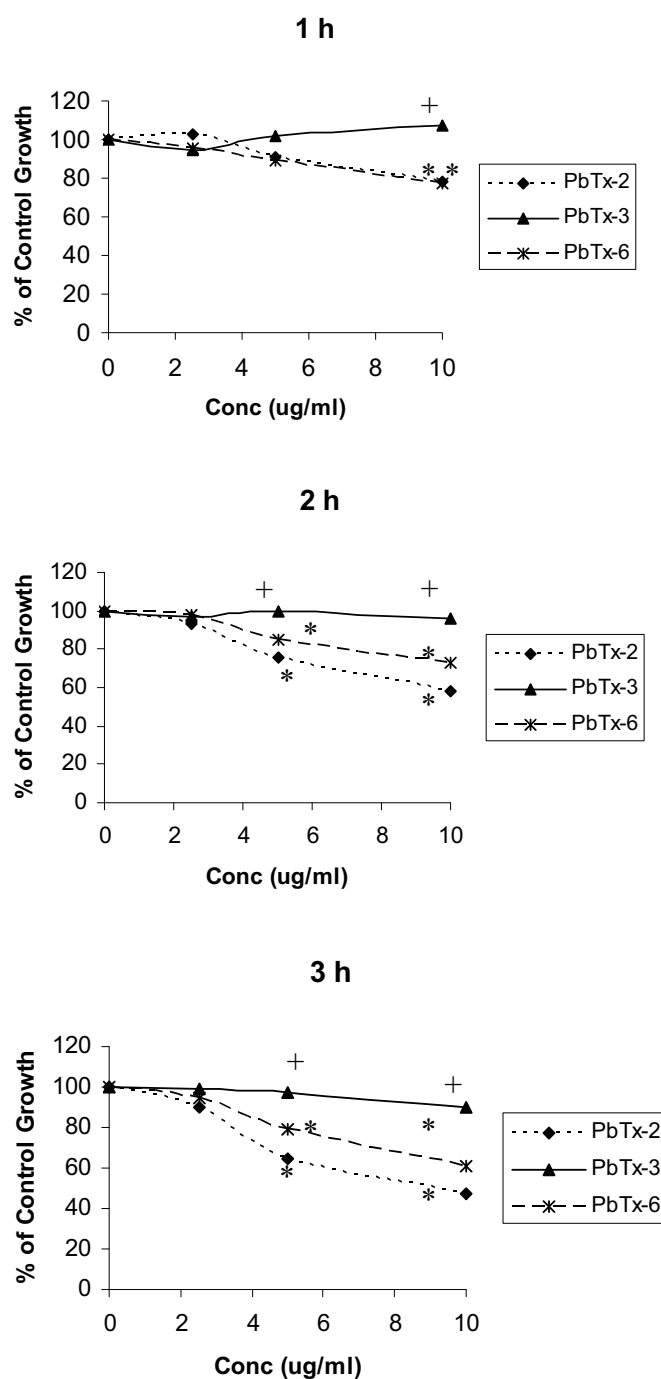 1 h
% of Control Growth
120
100
80
60
40
20
0
0 2 4 6 8 10
Conc (ug/ml)
+
* *
PbTx-2
PbTx-3
PbTx-6
2 h
% of Control Growth
120
100
80
60
40
20
0
0 2 4 6 8 10
Conc (ug/ml)
+ +
* *
* *
PbTx-2
PbTx-3
PbTx-6
3 h
% of Control Growth
120
100
80
60
40
20
0
0 2 4 6 8 10
Conc (ug/ml)
+ +
* *
* *
PbTx-2
PbTx-3
PbTx-6